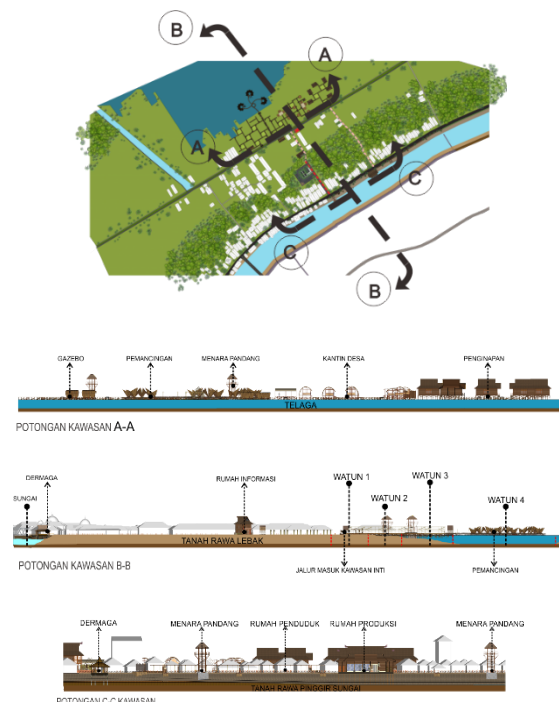 B
A
A
C
C
B
GAZEBO PEMANCINGAN MENARA PANDANG KANTIN DESA PENGINAPAN
TELAGA
POTONGAN KAWASAN A-A
WATUN 1 WATUN 3
DERMAGA RUMAH INFORMASI
SUNGAI WATUN 2 WATUN 4
TANAH RAWA LEBAK
POTONGAN KAWASAN B-B JALUR MASUK KAWASAN INTI PEMANCINGAN
DERMAGA MENARA PANDANG RUMAH PENDUDUK RUMAH PRODUKSI MENARA PANDANG
TANAH RAWA PINGGIR SUNGAI
POTONGAN C-C KAWASAN